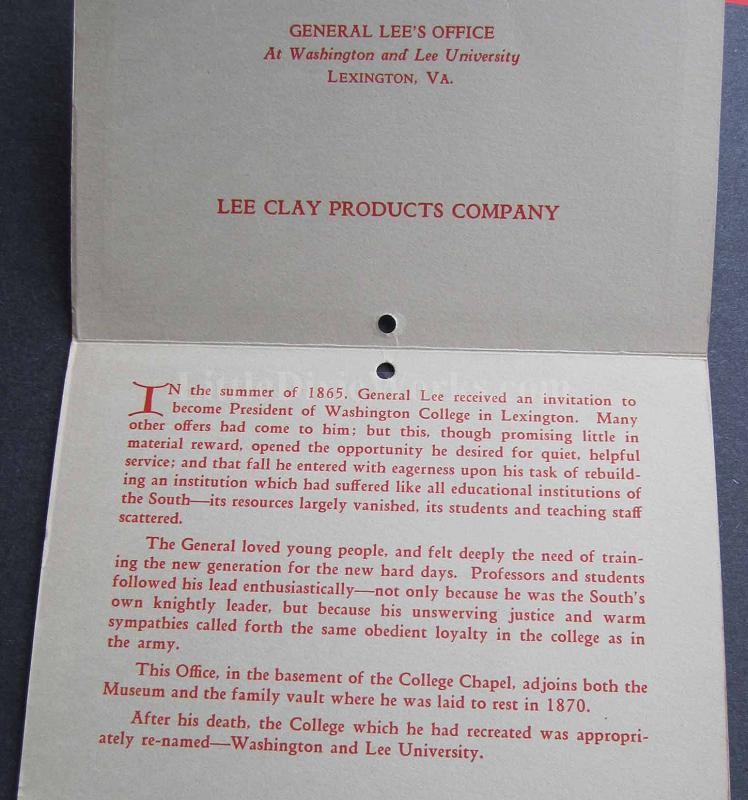 GENERAL LEE'S OFFICE
At Washington and Lee University
LEXINGTON, VA.
LEE CLAY PRODUCTS COMPANY
IN the summer of 1865, General Lee received an invitation to
become President of Washington College in Lexington. Many
other offers had come to him; but this, though promising little in
material reward, opened the opportunity he desired for quiet, helpful
service; and that fall he entered with eagerness upon his task of rebuild-
ing an institution which had suffered like all educational institutions of
the South—its resources largely vanished, its students and teaching staff
scattered.
The General loved young people, and felt deeply the need of train-
ing the new generation for the new hard days. Professors and students
followed his lead enthusiastically—not only because he was the South's
own knightly leader, but because his unswerving justice and warm
sympathies called forth the same obedient loyalty in the college as in
the army.
This Office, in the basement of the College Chapel, adjoins both the
Museum and the family vault where he was laid to rest in 1870.
After his death, the College which he had recreated was appropri-
ately re-named—Washington and Lee University.